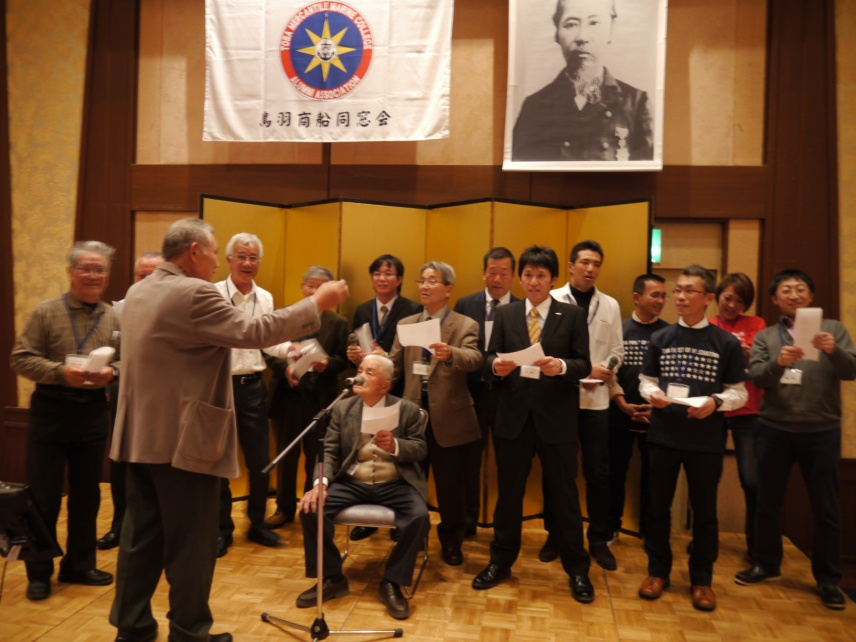 TOBA MERCANTILE MARINE COLLEGE
ALUMNI ASSOCIATION
鳥羽商船同窓会